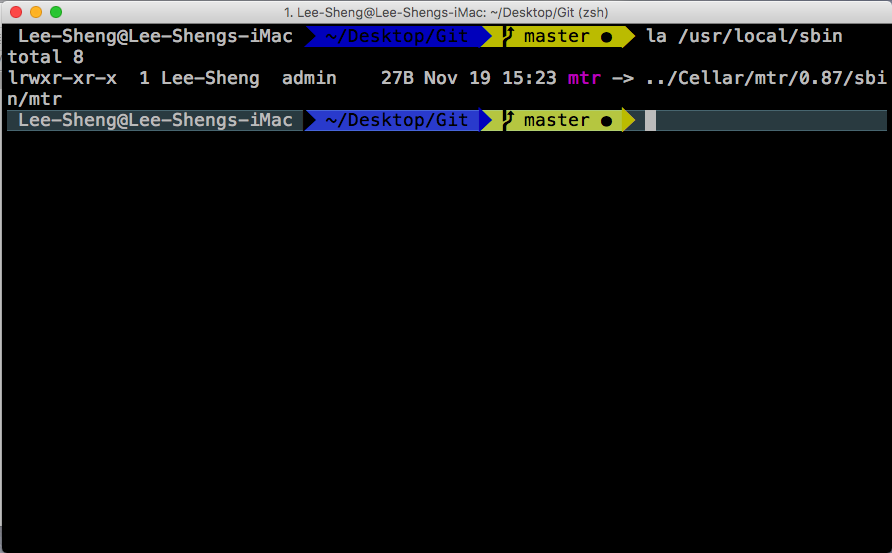 1. Lee-Sheng@Lee-Shengs-iMac: ~/Desktop/Git (zsh)
Lee-Sheng@Lee-Shengs-iMac ~/Desktop/Git master ● la /usr/local/sbin
total 8
lrwxr-xr-x 1 Lee-Sheng admin 27B Nov 19 15:23 mtr -> ../Cellar/mtr/0.87/sbi
n/mtr
Lee-Sheng@Lee-Shengs-iMac ~/Desktop/Git master ●